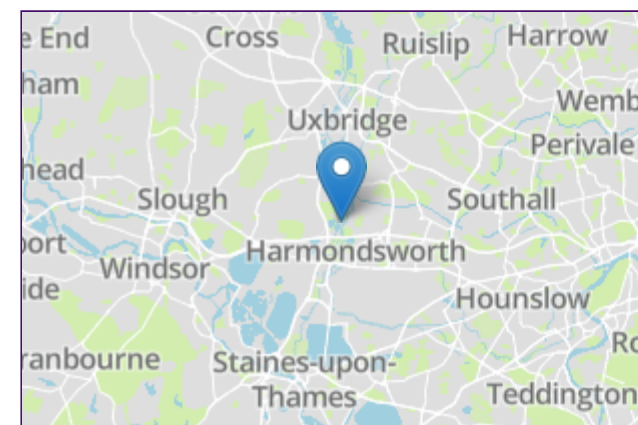 e End
Cross
Ruislip
Harrow
ham
Wemb
Uxbridge
Perivale
head
Slough
Southall
ort
Harmondsworth
Windsor
ide
Hounslow
Ro
ranbourne
Staines-upon-
Thames
Teddington